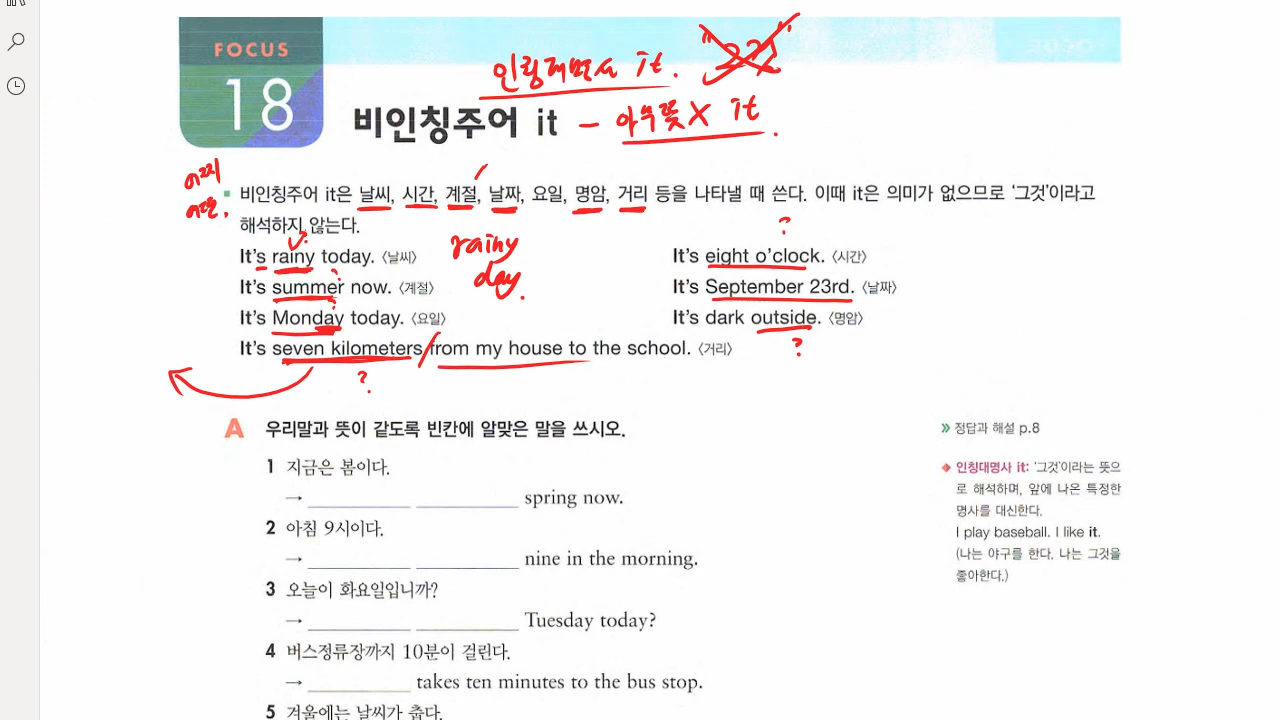 FOCUS
18
인칭대명사 it.
비인칭주어 it - 아무뜻X it.
비인칭주어 it은 날씨, 시간, 계절, 날짜, 요일, 명암, 거리 등을 나타낼 때 쓴다. 이때 it은 의미가 없으므로 '그것'이라고
해석하지 않는다.
rainy
day.
It's rainy today. 〈날씨〉
It's eight o'clock. 〈시간〉
It's summer now. 〈계절〉
It's September 23rd. 〈날짜〉
It's Monday today. 〈요일〉
It's dark outside. 〈명암〉
It's seven kilometers from my house to the school. 〈거리〉
A 우리말과 뜻이 같도록 빈칸에 알맞은 말을 쓰시오.
1 지금은 봄이다.
→ spring now.
2 아침 9시이다.
→ nine in the morning.
3 오늘이 화요일입니까?
→ Tuesday today?
4 버스정류장까지 10분이 걸린다.
→ takes ten minutes to the bus stop.
5 겨울에는 날씨가 춥다.
» 정답과 해설 p.8
◆ 인칭대명사 it: '그것'이라는 뜻으
로 해석하며, 앞에 나온 특정한
명사를 대신한다.
I play baseball. I like it.
(나는 야구를 한다. 나는 그것을
좋아한다.)